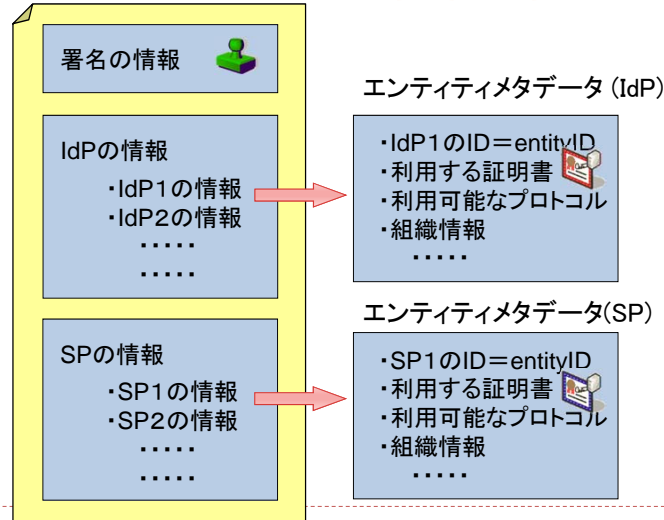 署名の情報
IdPの情報
・IdP1の情報
・IdP2の情報
・・・・・
・・・・・
SPの情報
・SP1の情報
・SP2の情報
・・・・・
・・・・・
エンティティメタデータ (IdP)
・IdP1のID=entityID
・利用する証明書
・利用可能なプロトコル
・組織情報
・・・・・
エンティティメタデータ(SP)
・SP1のID=entityID
・利用する証明書
・利用可能なプロトコル
・組織情報
・・・・・